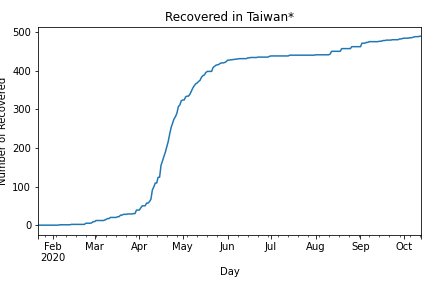 Recovered in Taiwan*
500
400
300
200
100
0
Number of Recovered
Feb Mar Apr May Jun Jul Aug Sep Oct
2020
Day